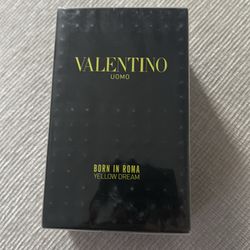 VALENTINO
UOMO
BORN IN ROMA
YELLOW DREAM